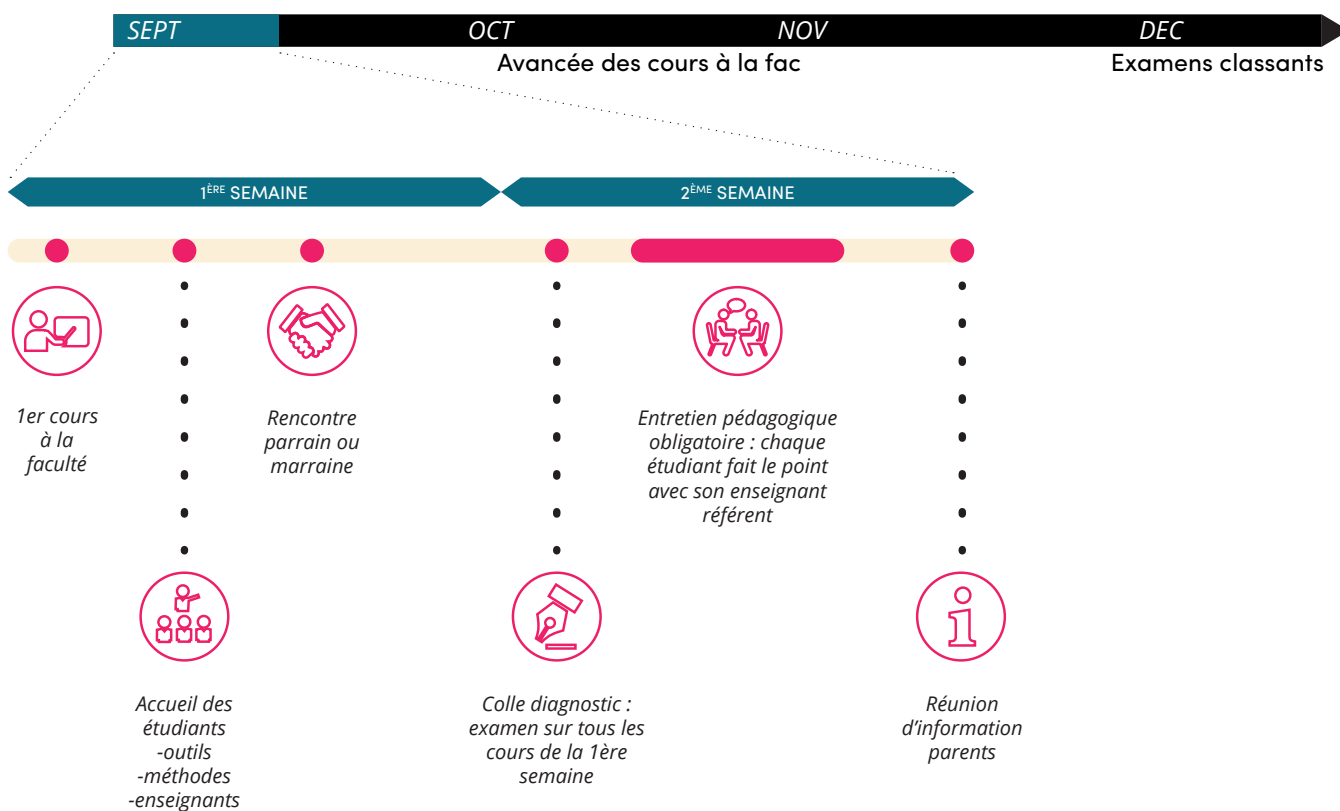 SEPT OCT NOV DEC
Avancée des cours à la fac Examens classants
1ÈRE SEMAINE 2ÈME SEMAINE
1er cours
à la
faculté
Rencontre
parrain ou
marraine
Entretien pédagogique
obligatoire : chaque
étudiant fait le point
avec son enseignant
référent
Accueil des
étudiants
-outils
-méthodes
-enseignants
Colle diagnostic :
examen sur tous les
cours de la 1ère
semaine
Réunion
d’information
parents